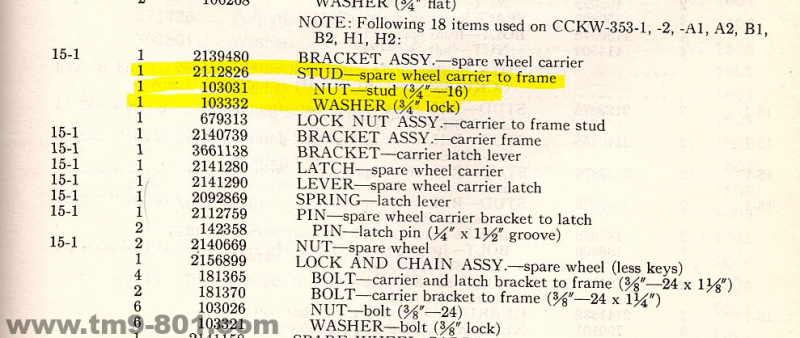 2 106268 WASHER (¾" flat)
NOTE: Following 18 items used on CCKW-353-1, -2, -A1, A2, B1,
B2, H1, H2:
15-1 1 2139480 BRACKET ASSY.—spare wheel carrier
1 2112826 STUD—spare wheel carrier to frame
1 103031 NUT—stud (¾"—16)
1 103332 WASHER (¾" lock)
1 679313 LOCK NUT ASSY.—carrier to frame stud
15-1 1 2140739 BRACKET ASSY.—carrier frame
15-1 1 3661138 BRACKET—carrier latch lever
15-1 1 2141280 LATCH—spare wheel carrier
15-1 1 2141290 LEVER—spare wheel carrier latch
15-1 1 2092869 SPRING—latch lever
15-1 1 2112759 PIN—spare wheel carrier bracket to latch
2 142358 PIN—latch pin (¼" x 1½" groove)
15-1 2 2140669 NUT—spare wheel
1 2156899 LOCK AND CHAIN ASSY.—spare wheel (less keys)
4 181365 BOLT—carrier and latch bracket to frame (⅜"—24 x 1⅛")
2 181370 BOLT—carrier bracket to frame (⅜"—24 x 1¼")
6 103026 NUT—bolt (⅜"—24)
6 103321 WASHER—bolt (⅜" lock)
www.tm9-801.com